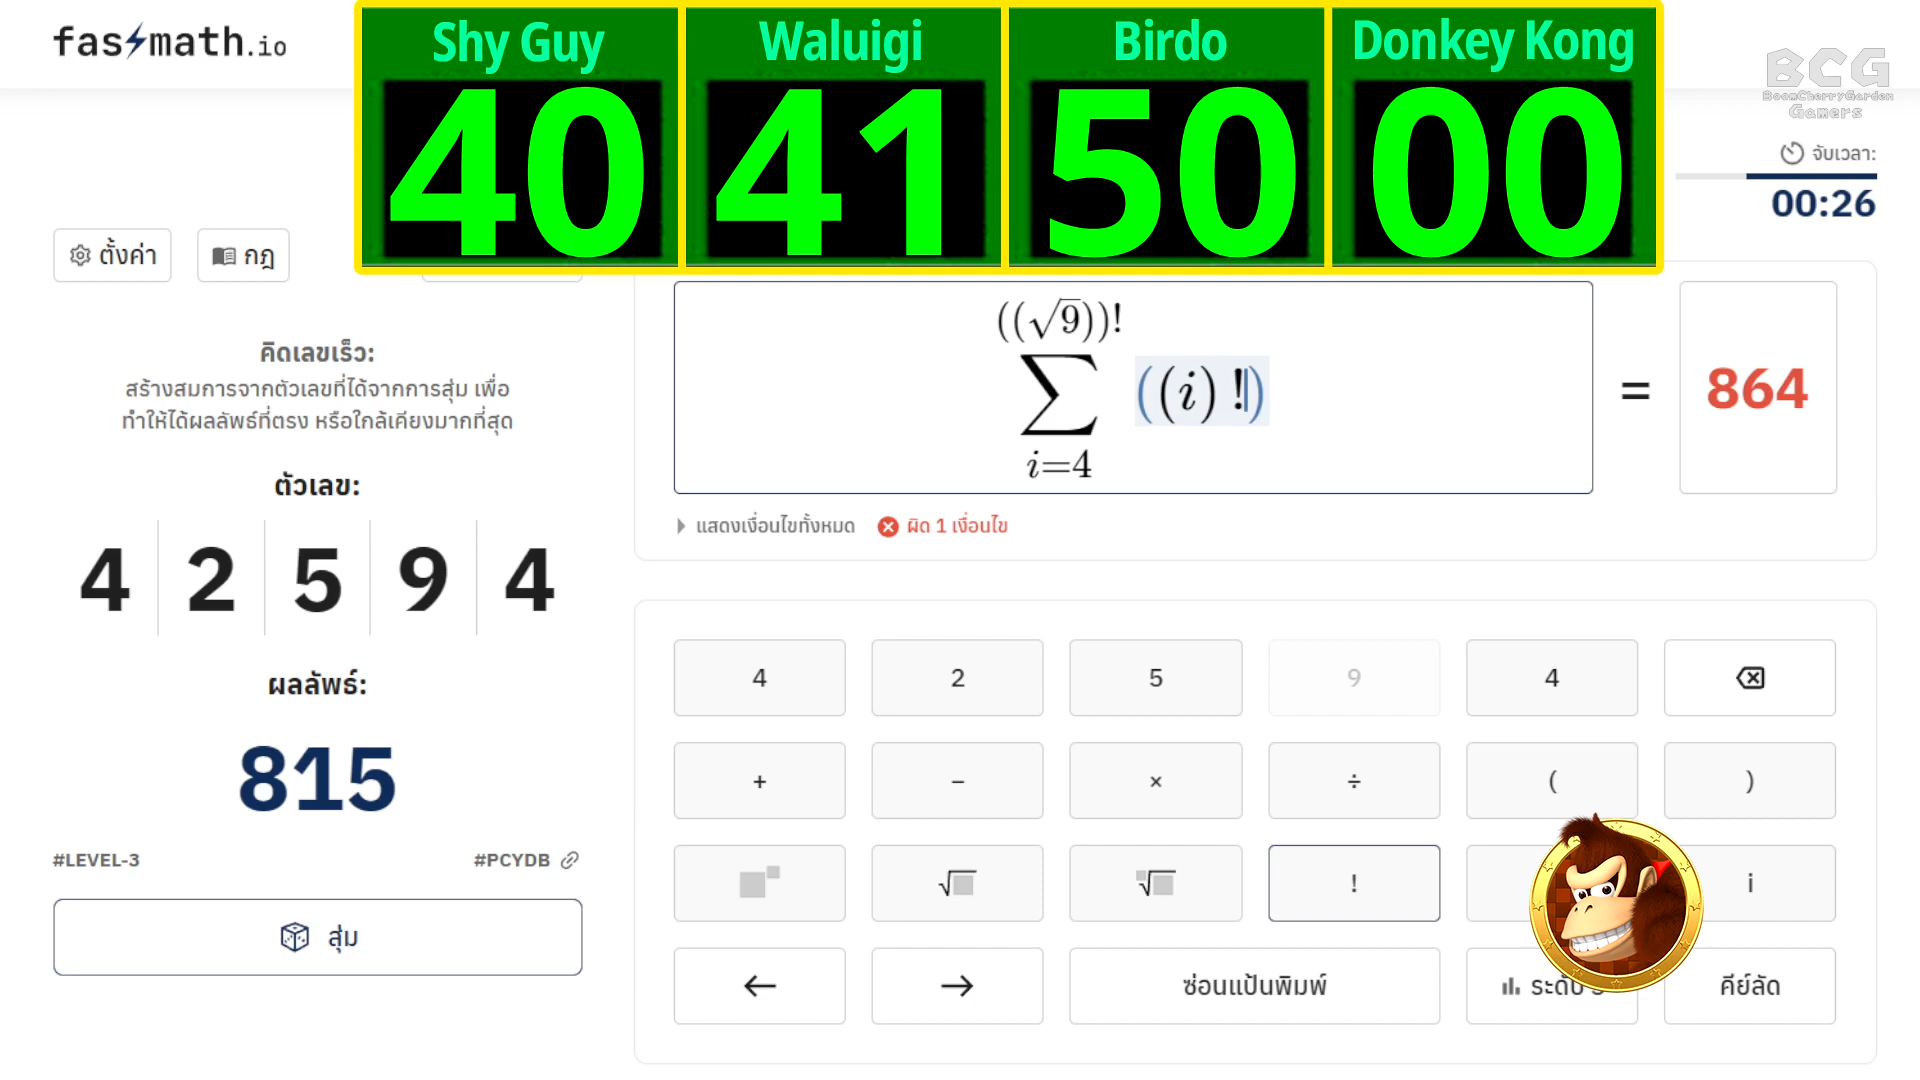 fastmath.io
Shy Guy
40
Waluigi
41
Birdo
50
Donkey Kong
00
BCG
BoomCherryGarden
Gamers
จับเวลา:
00:26
ตั้งค่า
กฎ
คิดเลขเร็ว:
สร้างสมการจากตัวเลขที่ได้จากการสุ่ม เพื่อ
ทำให้ได้ผลลัพธ์ที่ตรง หรือใกล้เคียงมากที่สุด
ตัวเลข:
4 2 5 9 4
ผลลัพธ์:
815
#LEVEL-3 #PCYDB
สุ่ม
((√9))!
∑ ((i)!)
i=4
= 864
แสดงเงื่อนไขทั้งหมด ผิด 1 เงื่อนไข
4 2 5 9 4
+ − × ÷ ( )
√ √ ! i
← → ซ่อนแป้นพิมพ์ ระดับ 3 คีย์ลัด